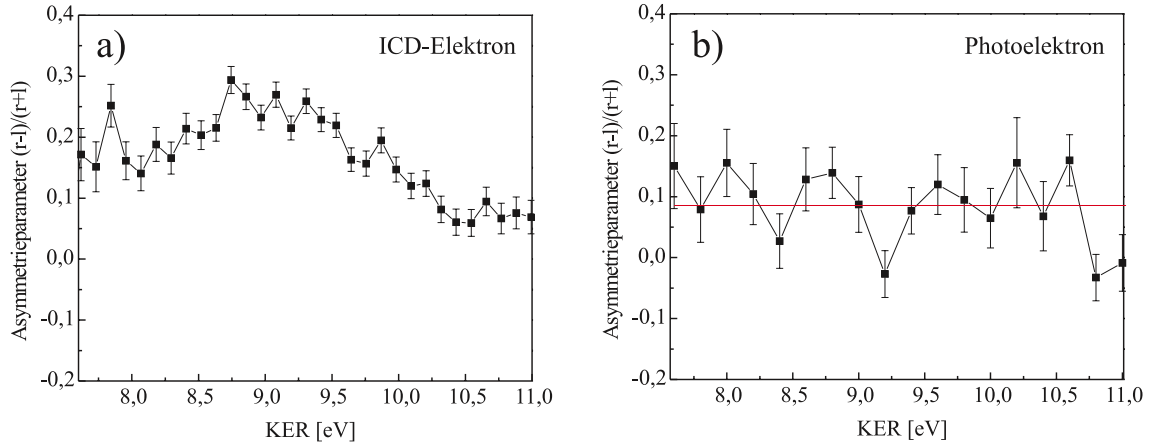 a)
ICD-Elektron
Asymmetrieparameter (r-l)/(r+l)
0,4
0,3
0,2
0,1
0,0
-0,1
-0,2
8,0 8,5 9,0 9,5 10,0 10,5 11,0
KER [eV]
b)
Photoelektron
Asymmetrieparameter (r-l)/(r+l)
0,4
0,3
0,2
0,1
0,0
-0,1
-0,2
8,0 8,5 9,0 9,5 10,0 10,5 11,0
KER [eV]